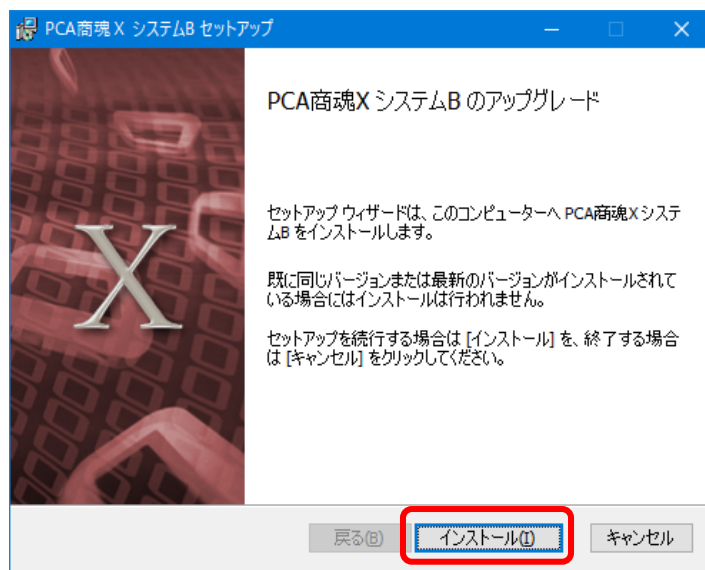 PCA商魂X システムB セットアップ
PCA商魂X システムB のアップグレード
セットアップ ウィザードは、このコンピューターへ PCA商魂X システ
ムB をインストールします。
既に同じバージョンまたは最新のバージョンがインストールされて
いる場合にはインストールは行われません。
セットアップを続行する場合は [インストール] を、終了する場合
は [キャンセル] をクリックしてください。
X
戻る(B) インストール(I) キャンセル